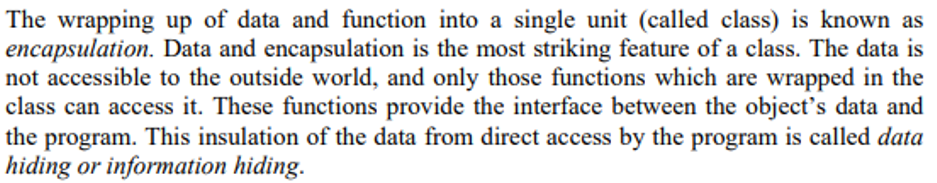 The wrapping up of data and function into a single unit (called class) is known as
encapsulation. Data and encapsulation is the most striking feature of a class. The data is
not accessible to the outside world, and only those functions which are wrapped in the
class can access it. These functions provide the interface between the object’s data and
the program. This insulation of the data from direct access by the program is called data
hiding or information hiding.